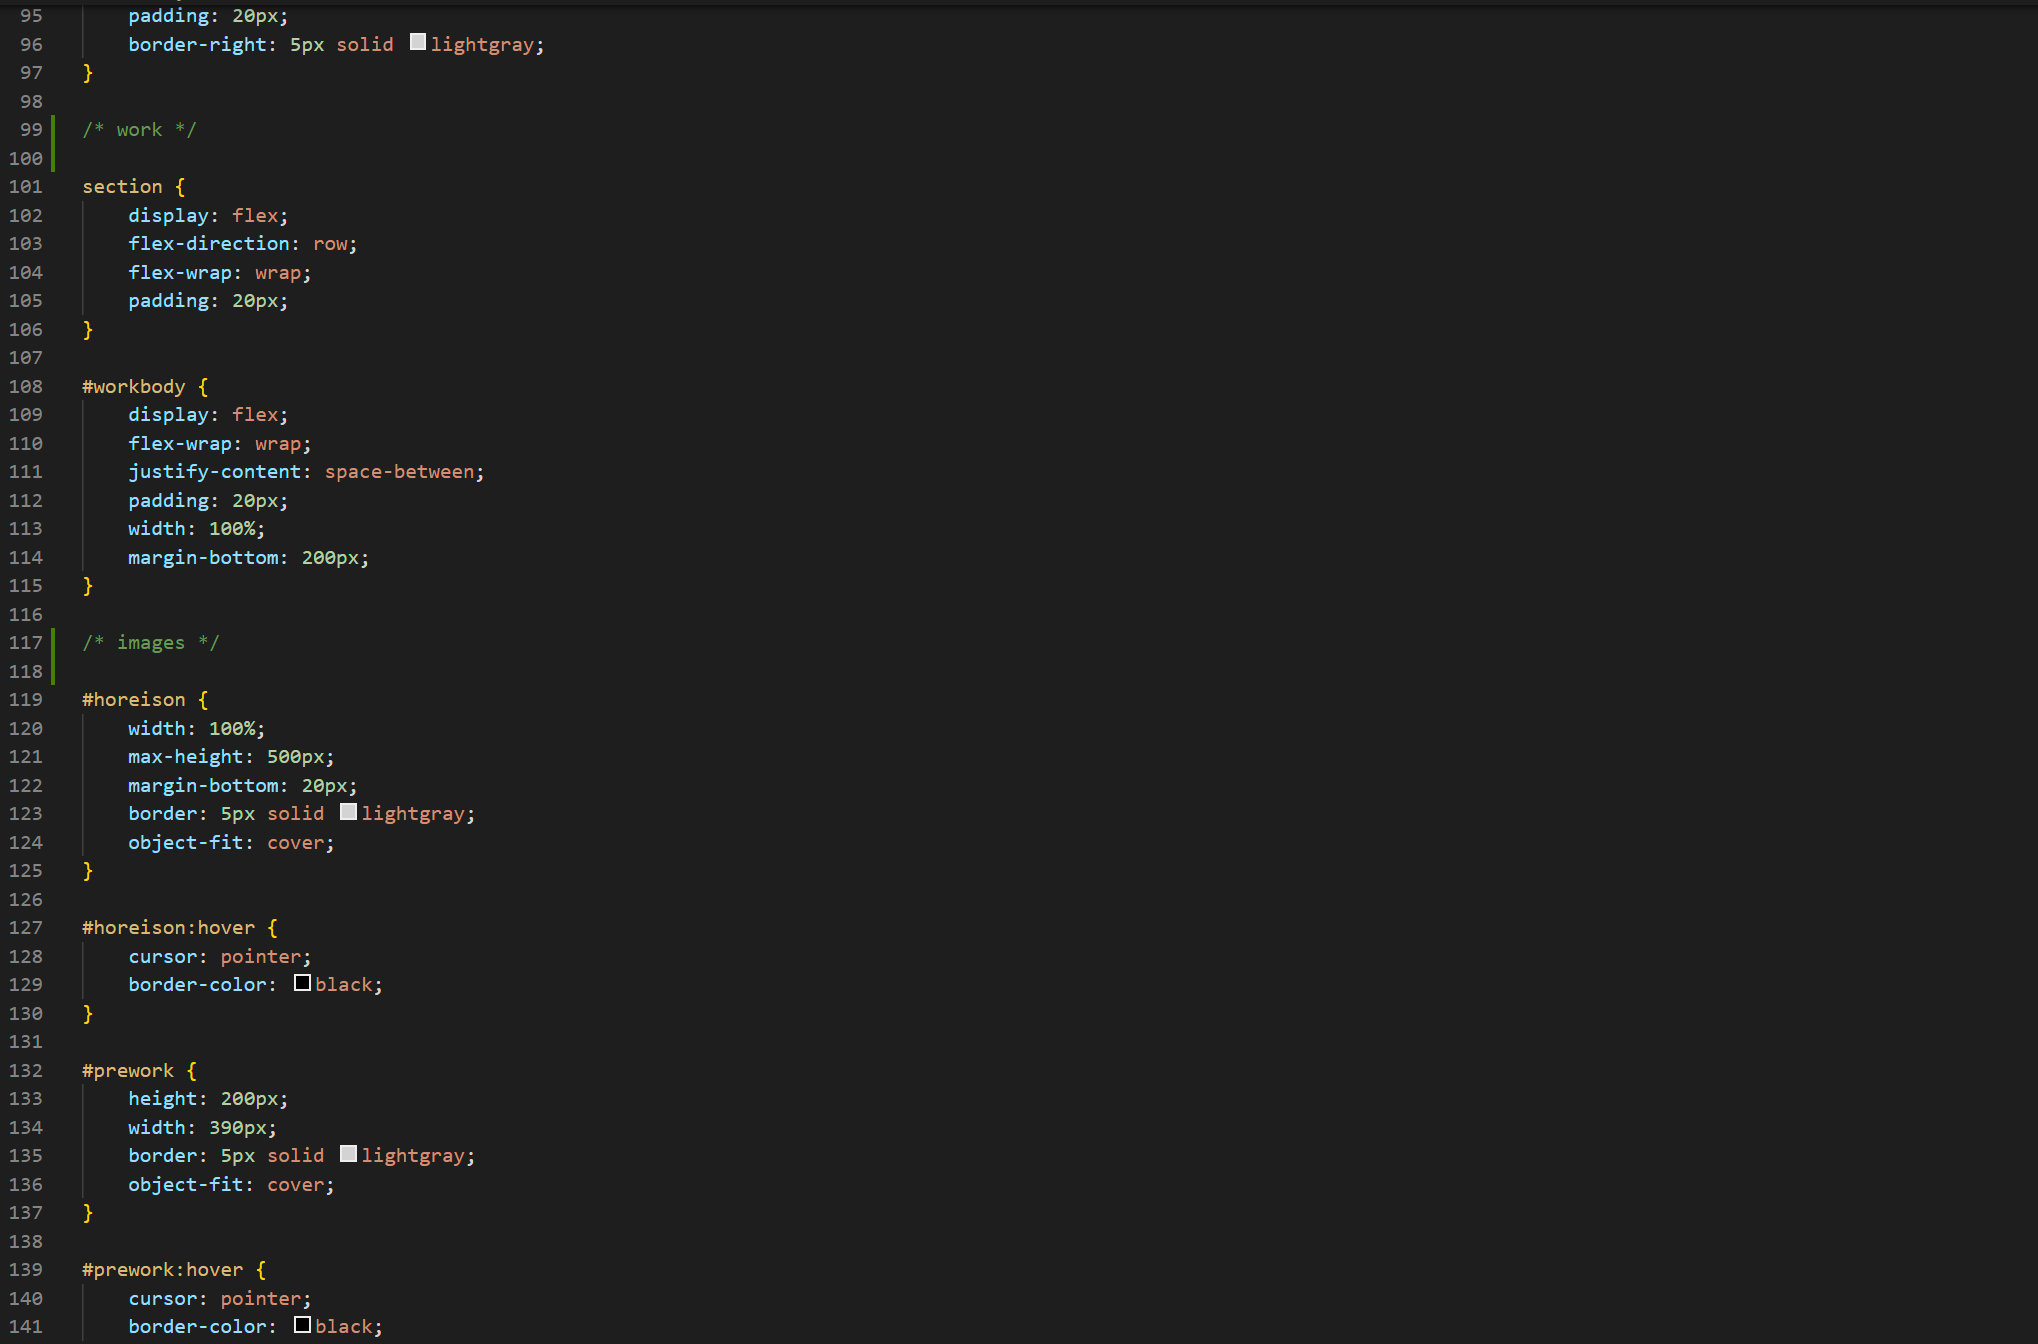 95 padding: 20px;
96 border-right: 5px solid lightgray;
97 }
98
99 /* work */
100
101 section {
102 display: flex;
103 flex-direction: row;
104 flex-wrap: wrap;
105 padding: 20px;
106 }
107
108 #workbody {
109 display: flex;
110 flex-wrap: wrap;
111 justify-content: space-between;
112 padding: 20px;
113 width: 100%;
114 margin-bottom: 200px;
115 }
116
117 /* images */
118
119 #horeison {
120 width: 100%;
121 max-height: 500px;
122 margin-bottom: 20px;
123 border: 5px solid lightgray;
124 object-fit: cover;
125 }
126
127 #horeison:hover {
128 cursor: pointer;
129 border-color: black;
130 }
131
132 #prework {
133 height: 200px;
134 width: 390px;
135 border: 5px solid lightgray;
136 object-fit: cover;
137 }
138
139 #prework:hover {
140 cursor: pointer;
141 border-color: black;